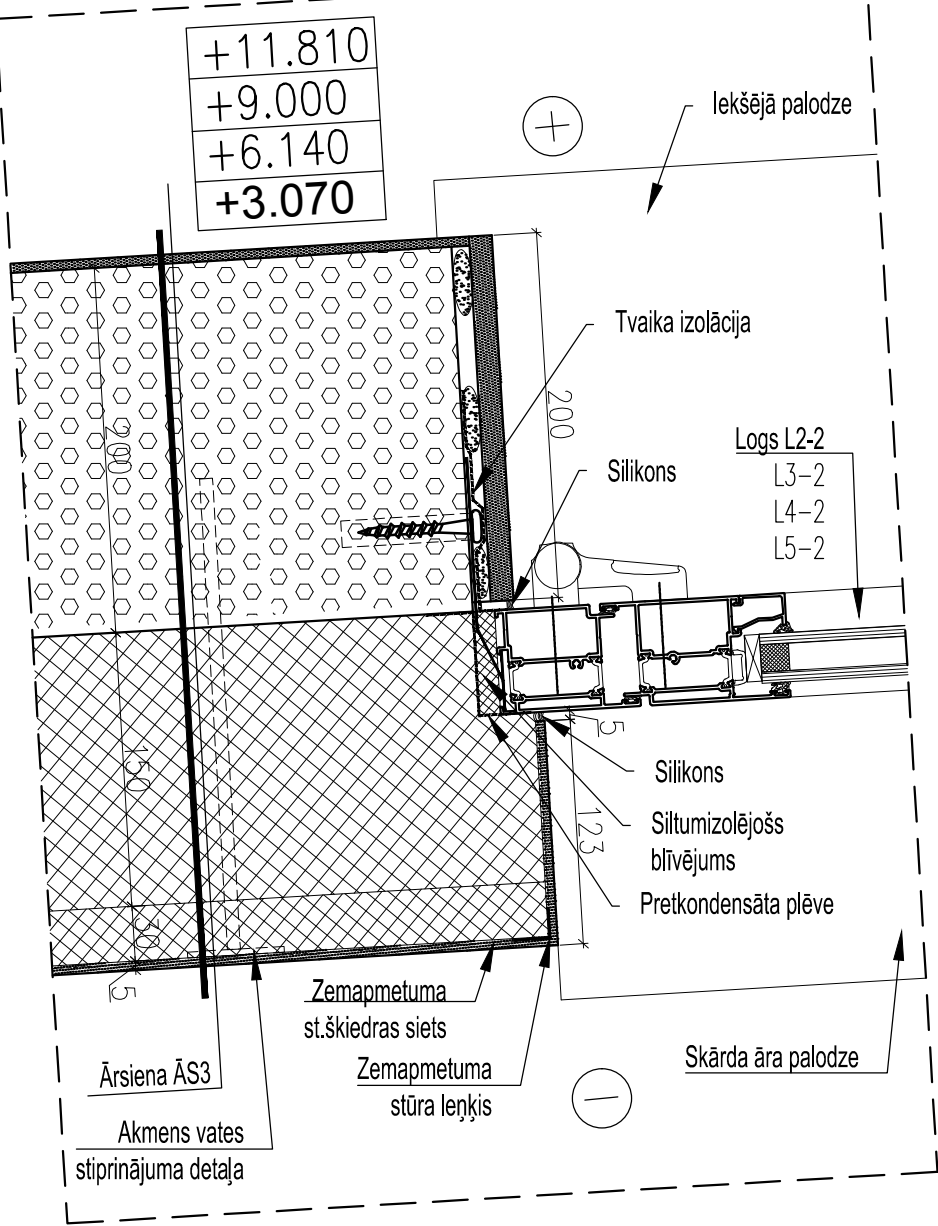 +11.810
+9.000
+6.140
+3.070
Iekšējā palodze
Tvaika izolācija
200
Logs L2-2
L3-2
L4-2
L5-2
Silikons
200
5
150
Silikons
123
Siltumizolējošs
blīvējums
Pretkondensāta plēve
30
5
Zemapmetuma
st.šķiedras siets
Ārsiena ĀS3
Zemapmetuma
stūra leņķis
Skārda āra palodze
Akmens vates
stiprinājuma detaļa